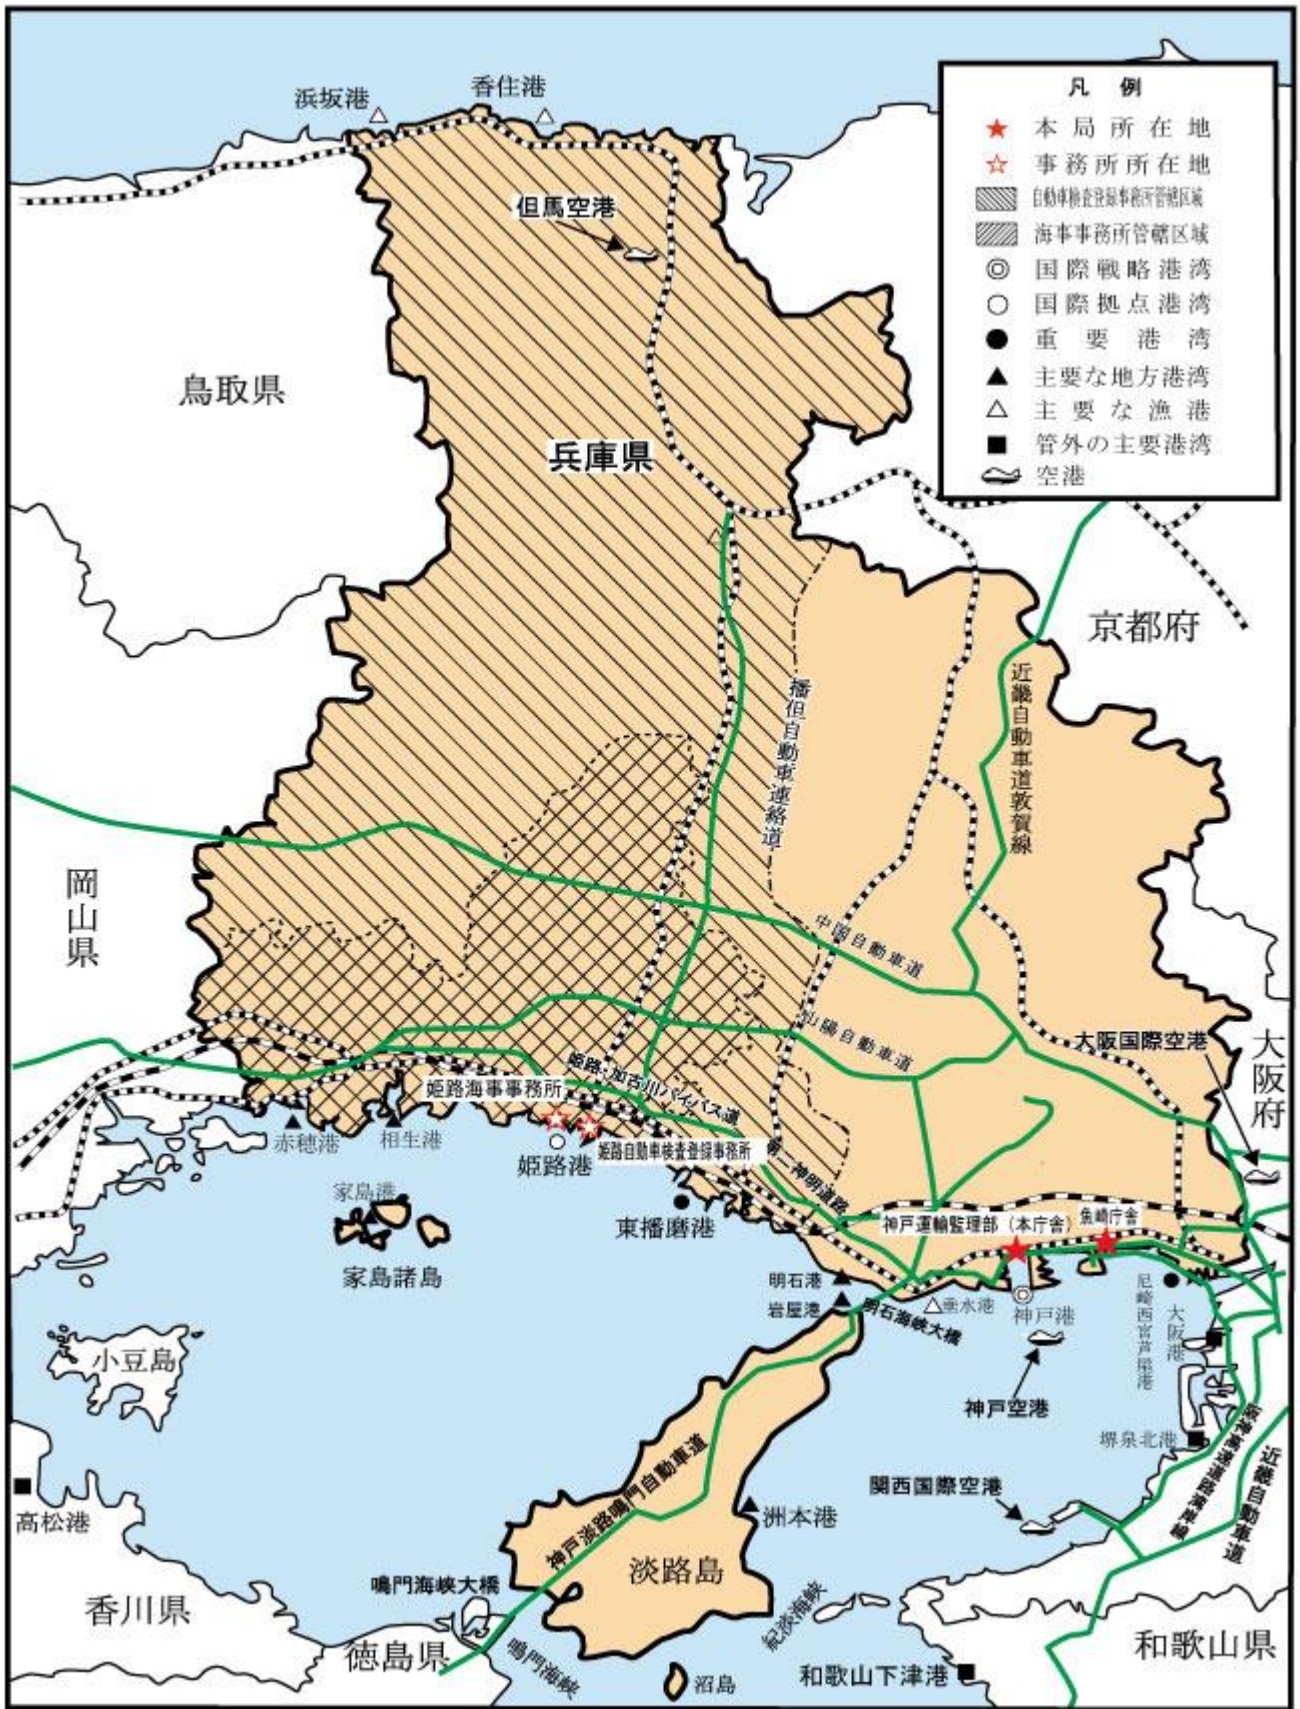 浜坂港
香住港
凡例
本局所在地
事務所所在地
自動車検査登録事務所管轄区域
海事事務所管轄区域
国際戦略港湾
国際拠点港湾
重要港湾
主要な地方港湾
主要な漁港
管外の主要港湾
空港
但馬空港
鳥取県
兵庫県
京都府
近畿自動車道敦賀線
播但自動車連絡道
岡山県
中国自動車道
山陽自動車道
大阪国際空港
大阪府
姫路・加古川バイパス道
姫路海事事務所
赤穂港
相生港
姫路自動車検査登録事務所
姫路港
第二神明道路
家島港
東播磨港
神戸運輸監理部（本庁舎）
魚崎庁舎
家島諸島
明石港
岩屋港
明石海峡大橋
垂水港
神戸港
尼崎西宮芦屋港
大阪港
小豆島
神戸空港
堺泉北港
阪神高速道路湾岸線
近畿自動車道
神戸淡路鳴門自動車道
関西国際空港
高松港
洲本港
淡路島
鳴門海峡大橋
紀淡海峡
香川県
徳島県
鳴門海峡
沼島
和歌山下津港
和歌山県